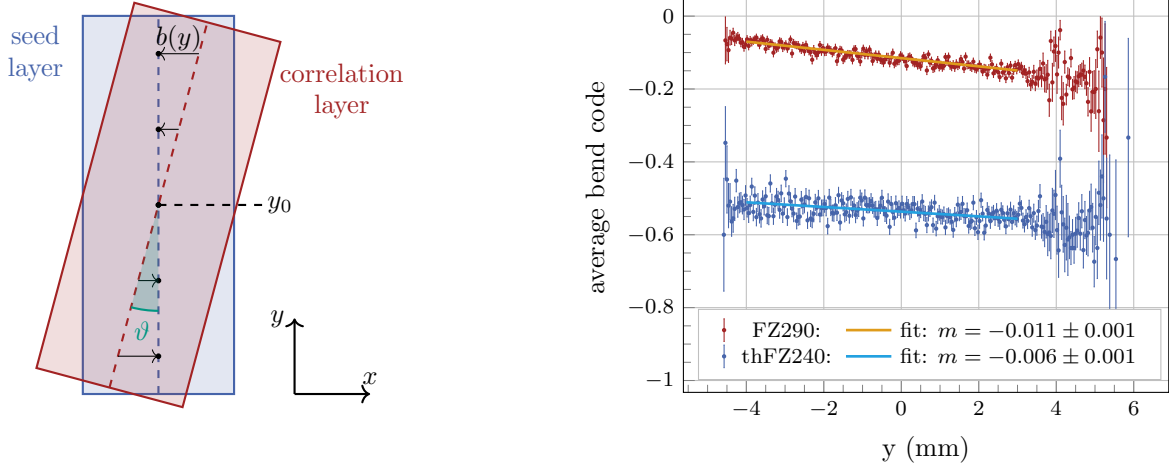 seed
layer
b(y)
correlation
layer
y₀
ϑ
y
x
0
−0.2
−0.4
−0.6
−0.8
−1
average bend code
FZ290: fit: m = −0.011 ± 0.001
thFZ240: fit: m = −0.006 ± 0.001
−4 −2 0 2 4 6
y (mm)